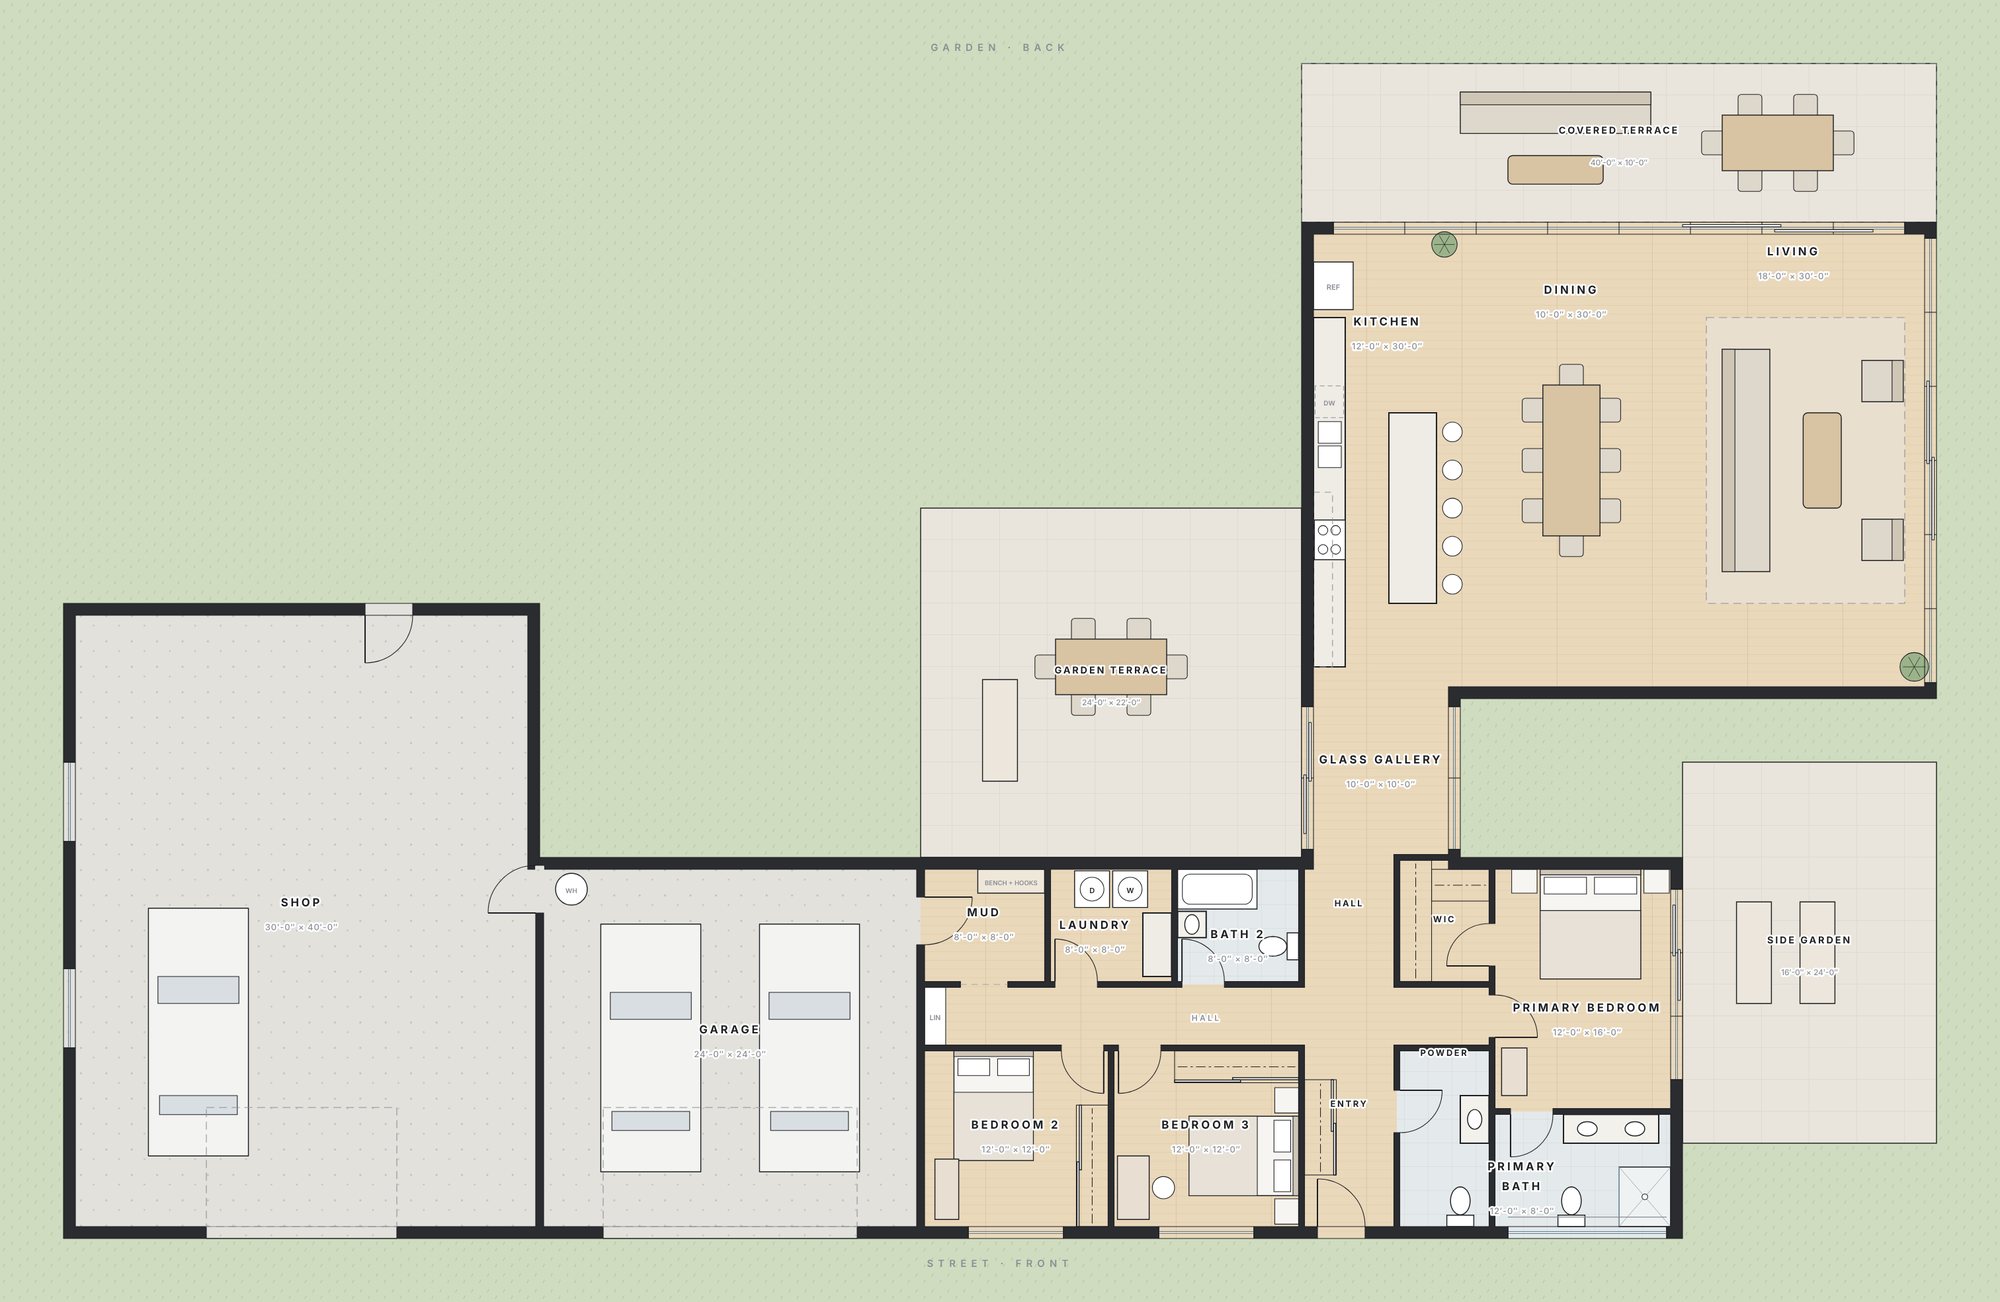 GARDEN · BACK
COVERED TERRACE
40'-0" × 10'-0"
LIVING
18'-0" × 30'-0"
DINING
10'-0" × 30'-0"
REF
KITCHEN
12'-0" × 30'-0"
DW
GARDEN TERRACE
24'-0" × 22'-0"
GLASS GALLERY
10'-0" × 10'-0"
SHOP
30'-0" × 40'-0"
WH
GARAGE
24'-0" × 24'-0"
BENCH + HOOKS
MUD
8'-0" × 8'-0"
D
W
LAUNDRY
8'-0" × 8'-0"
BATH 2
8'-0" × 8'-0"
HALL
WIC
SIDE GARDEN
16'-0" × 24'-0"
PRIMARY BEDROOM
12'-0" × 16'-0"
LIN
HALL
POWDER
ENTRY
BEDROOM 2
12'-0" × 12'-0"
BEDROOM 3
12'-0" × 12'-0"
PRIMARY
BATH
12'-0" × 8'-0"
STREET · FRONT